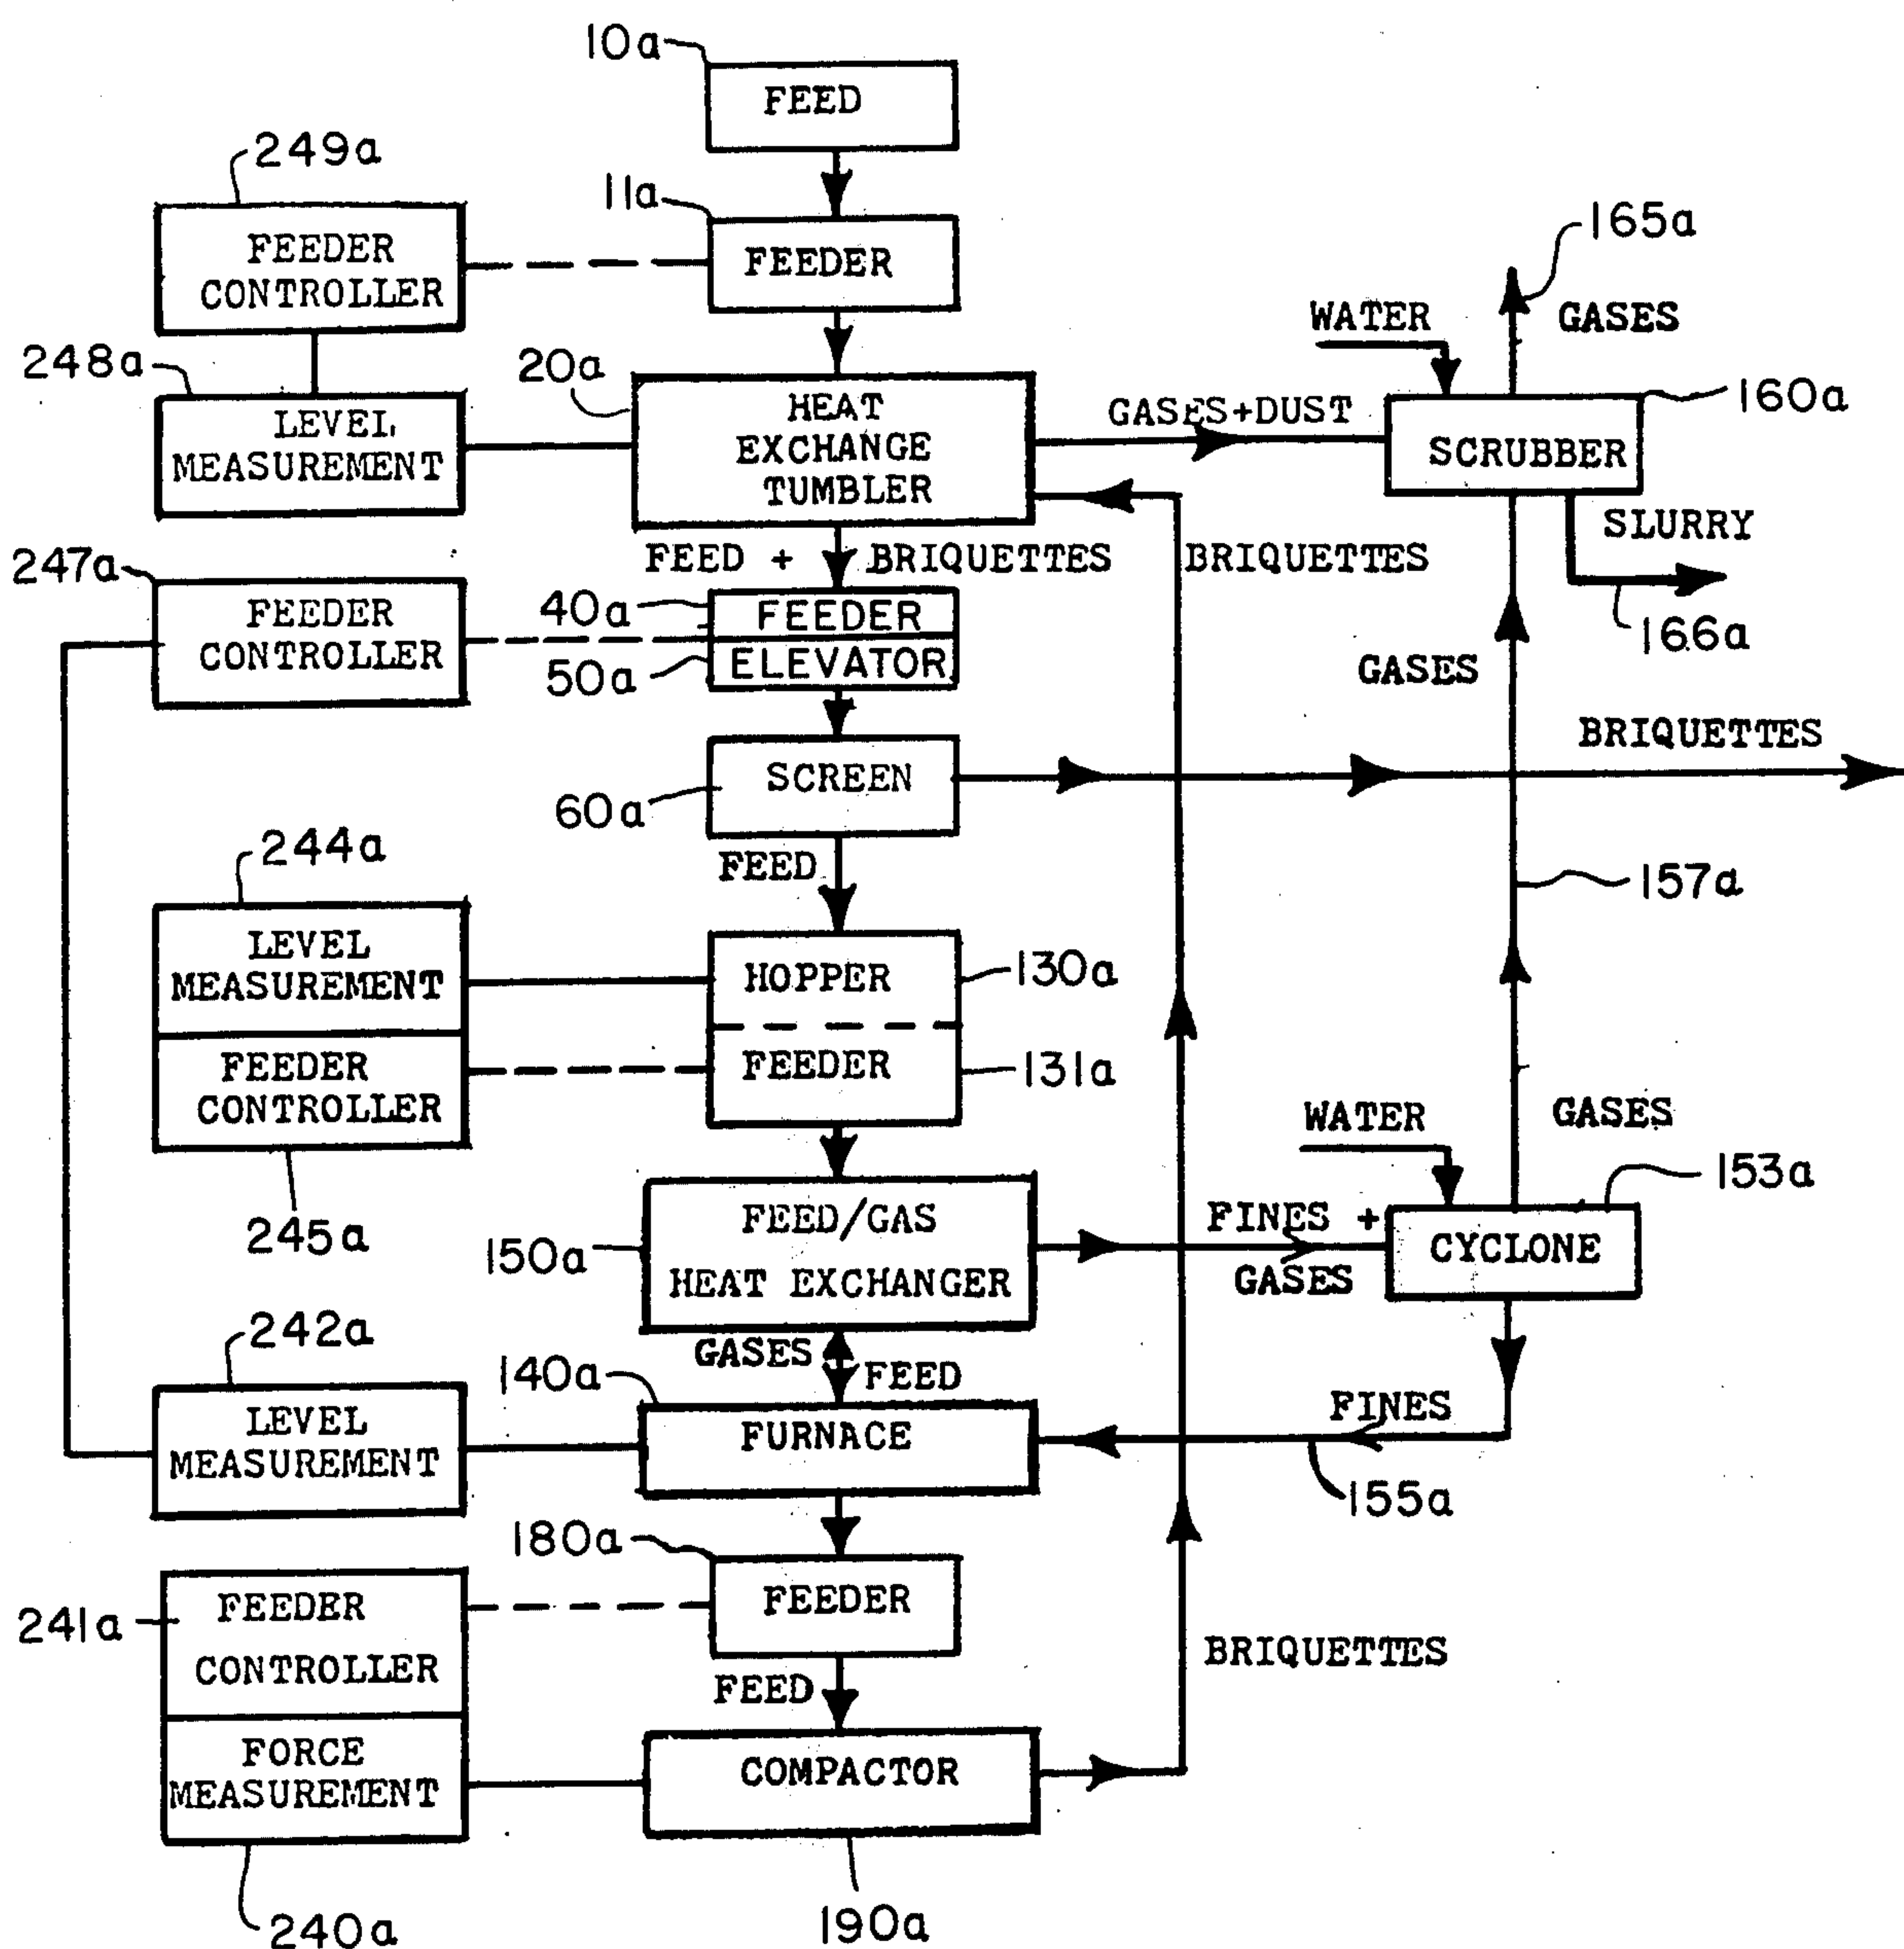 10a
FEED
249a
11a
FEEDER
CONTROLLER
FEEDER
165a
WATER
GASES
248a
20a
LEVEL
MEASUREMENT
HEAT
EXCHANGE
TUMBLER
GASES+DUST
160a
SCRUBBER
SLURRY
166a
FEED + BRIQUETTES
BRIQUETTES
247a
FEEDER
CONTROLLER
40a
FEEDER
50a
ELEVATOR
GASES
BRIQUETTES
SCREEN
60a
FEED
157a
244a
LEVEL
MEASUREMENT
FEEDER
CONTROLLER
245a
HOPPER
130a
FEEDER
131a
WATER
GASES
153a
FEED/GAS
HEAT EXCHANGER
150a
FINES +
GASES
CYCLONE
242a
GASES
FEED
140a
LEVEL
MEASUREMENT
FURNACE
FINES
155a
180a
241a
FEEDER
CONTROLLER
FEEDER
BRIQUETTES
FEED
FORCE
MEASUREMENT
COMPACTOR
240a
190a